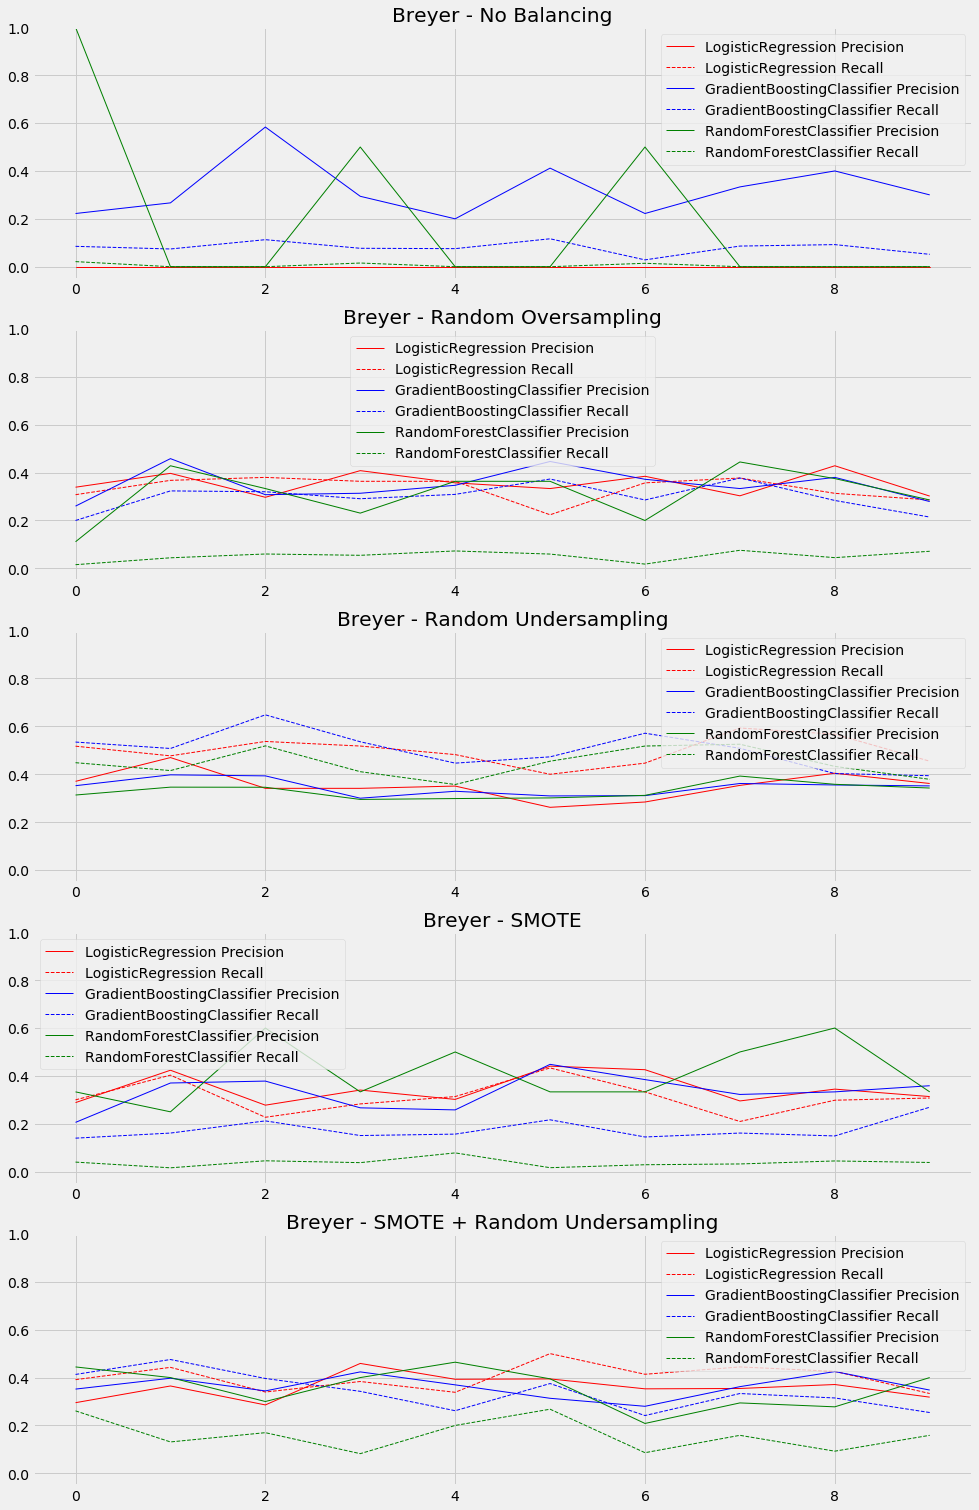 Breyer - No Balancing
1.0
0.8
0.6
0.4
0.2
0.0
LogisticRegression Precision
LogisticRegression Recall
GradientBoostingClassifier Precision
GradientBoostingClassifier Recall
RandomForestClassifier Precision
RandomForestClassifier Recall
0 2 4 6 8
Breyer - Random Oversampling
1.0
0.8
0.6
0.4
0.2
0.0
LogisticRegression Precision
LogisticRegression Recall
GradientBoostingClassifier Precision
GradientBoostingClassifier Recall
RandomForestClassifier Precision
RandomForestClassifier Recall
0 2 4 6 8
Breyer - Random Undersampling
1.0
0.8
0.6
0.4
0.2
0.0
LogisticRegression Precision
LogisticRegression Recall
GradientBoostingClassifier Precision
GradientBoostingClassifier Recall
RandomForestClassifier Precision
RandomForestClassifier Recall
0 2 4 6 8
Breyer - SMOTE
1.0
0.8
0.6
0.4
0.2
0.0
LogisticRegression Precision
LogisticRegression Recall
GradientBoostingClassifier Precision
GradientBoostingClassifier Recall
RandomForestClassifier Precision
RandomForestClassifier Recall
0 2 4 6 8
Breyer - SMOTE + Random Undersampling
1.0
0.8
0.6
0.4
0.2
0.0
LogisticRegression Precision
LogisticRegression Recall
GradientBoostingClassifier Precision
GradientBoostingClassifier Recall
RandomForestClassifier Precision
RandomForestClassifier Recall
0 2 4 6 8